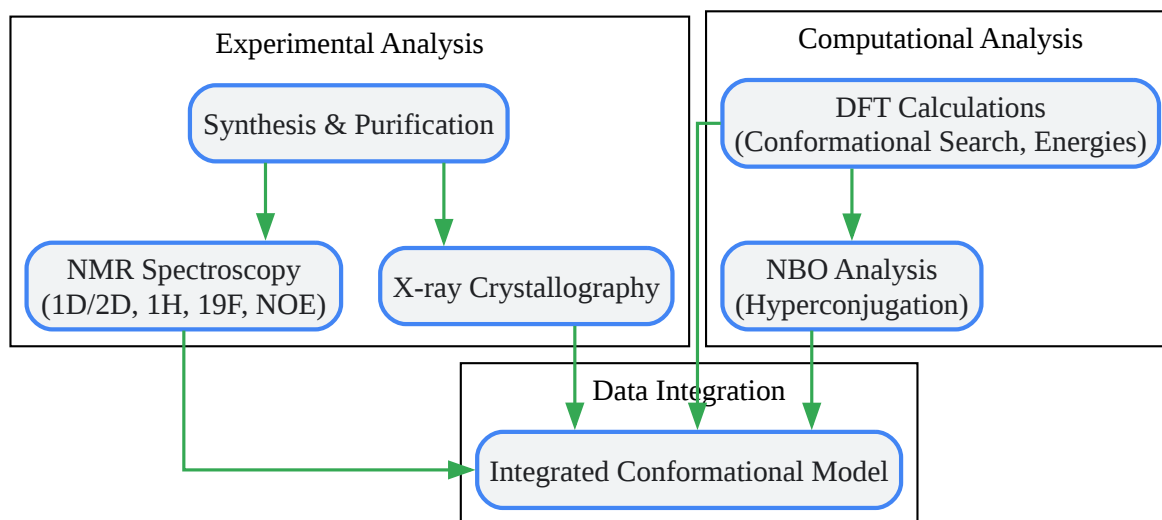 Experimental Analysis
Synthesis & Purification
NMR Spectroscopy
(1D/2D, 1H, 19F, NOE)
X-ray Crystallography
Computational Analysis
DFT Calculations
(Conformational Search, Energies)
NBO Analysis
(Hyperconjugation)
Data Integration
Integrated Conformational Model